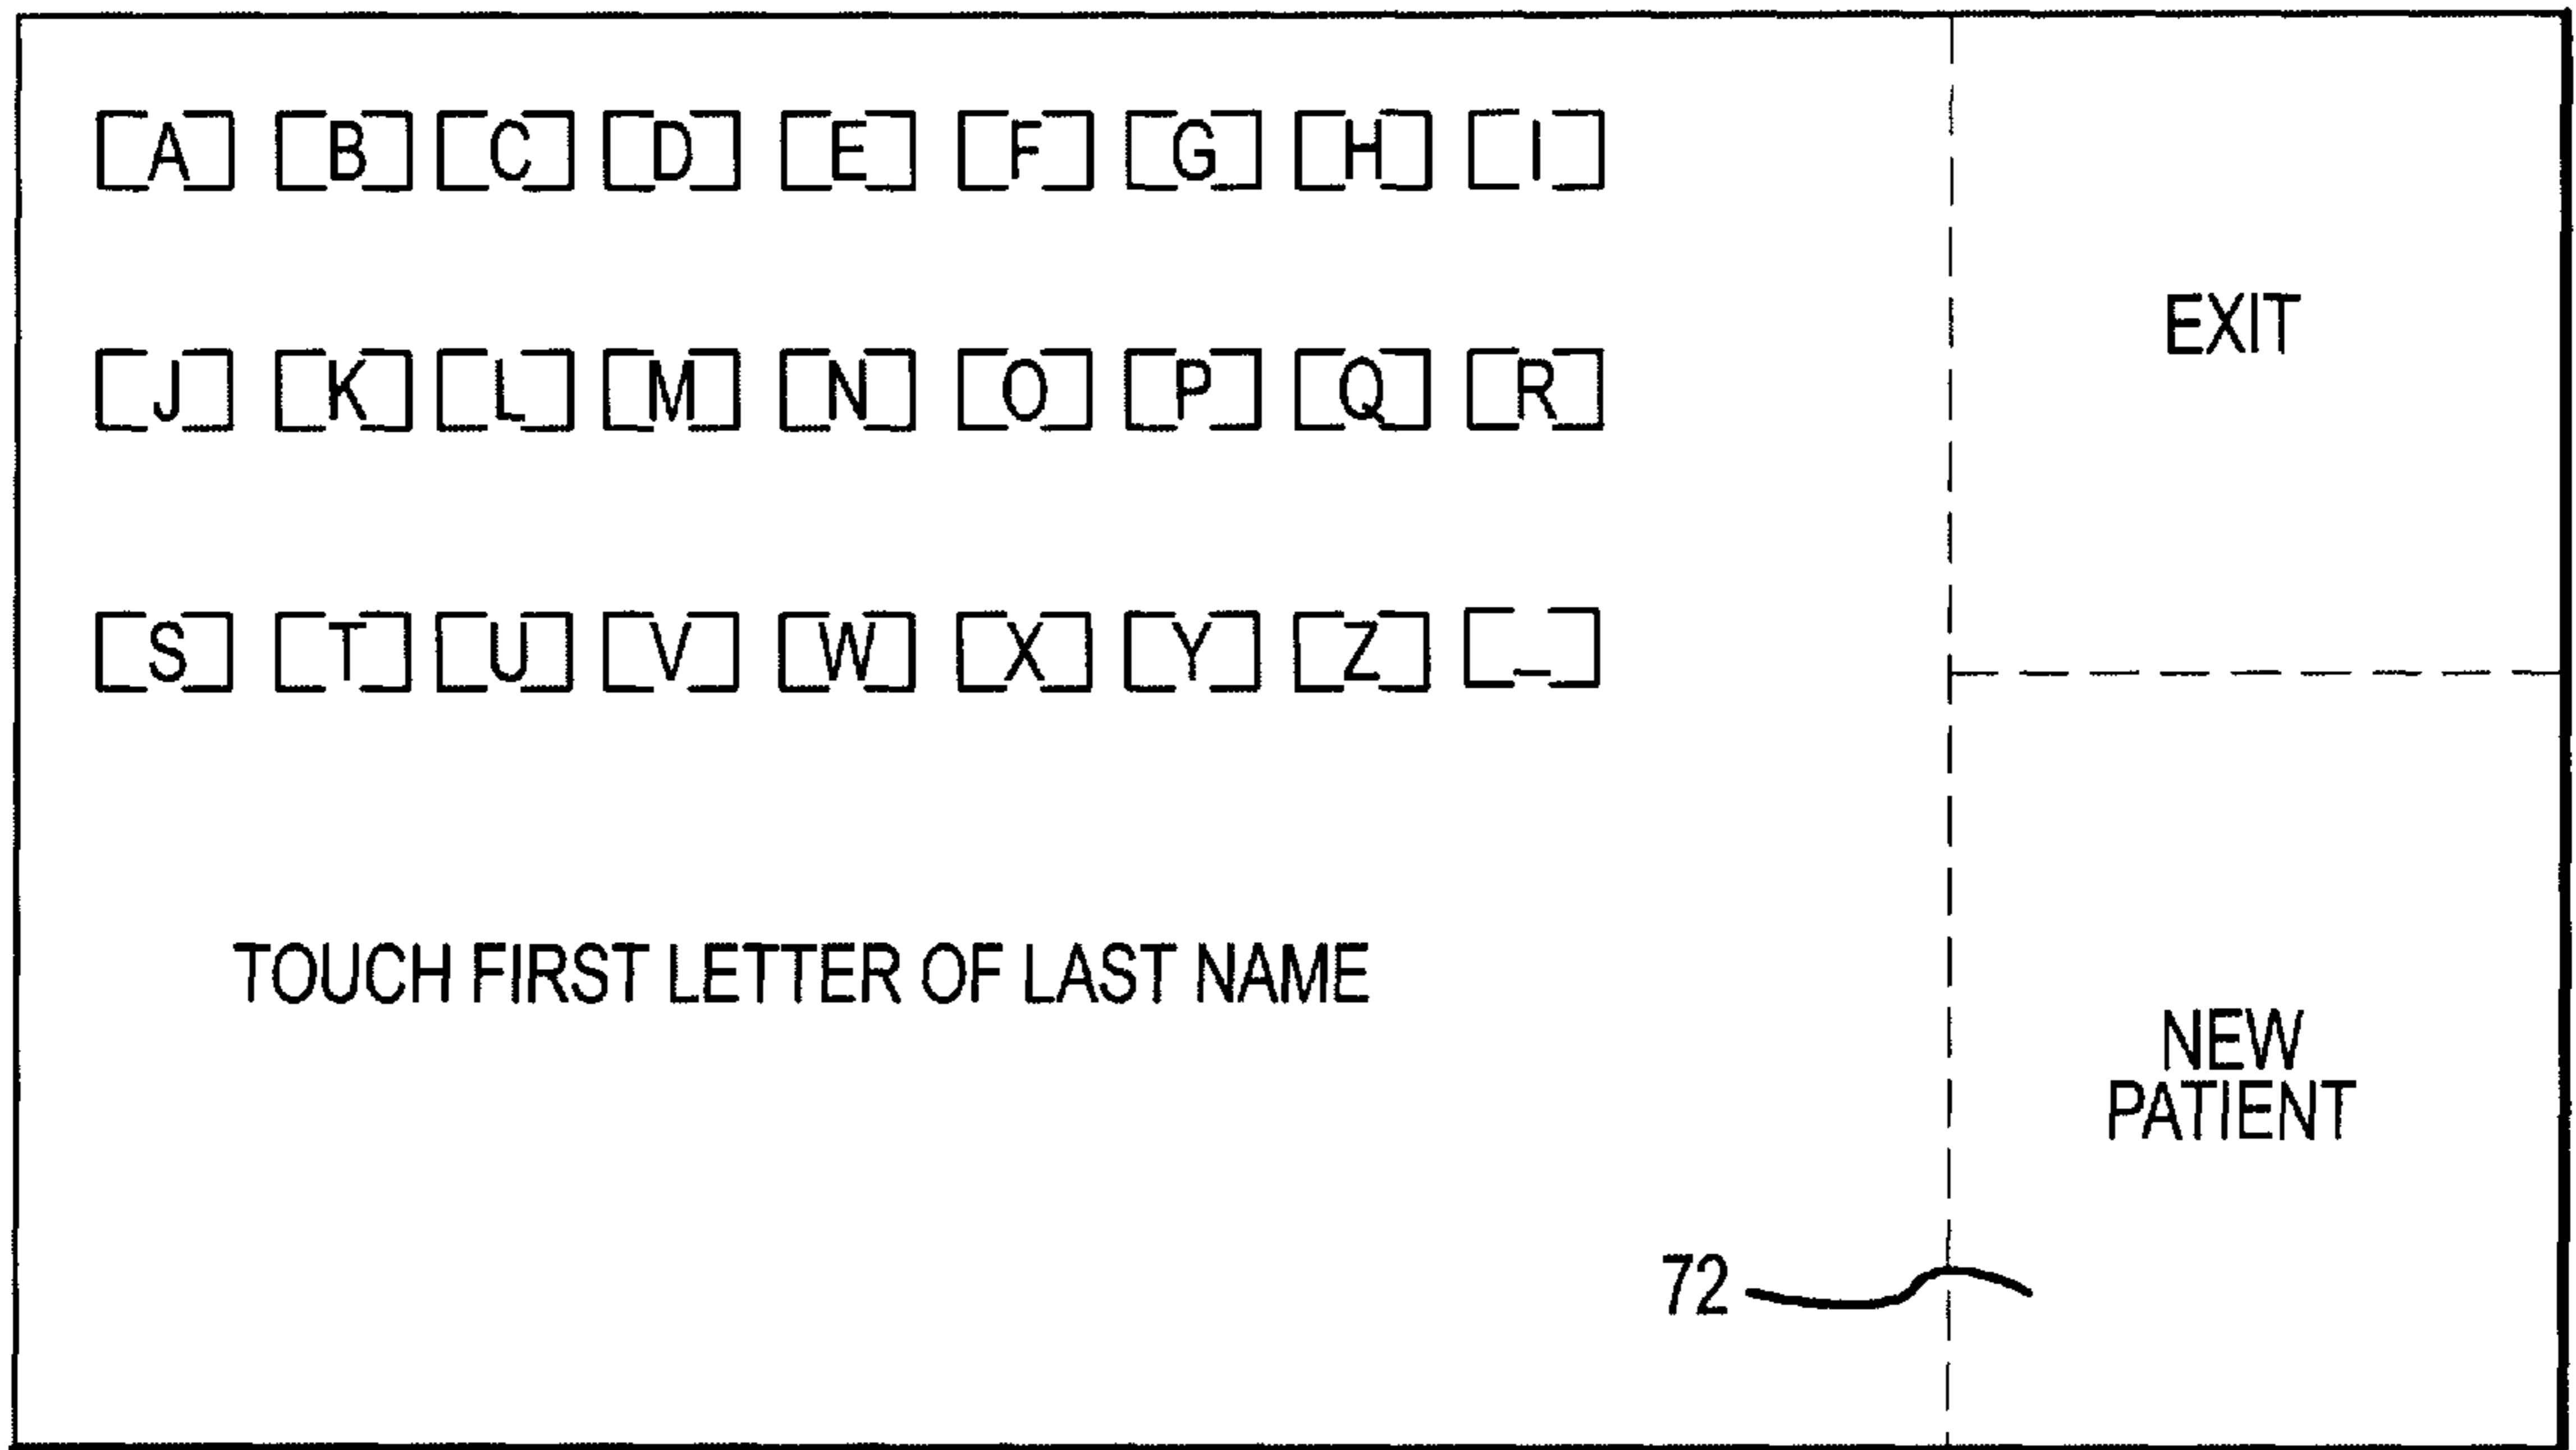 [A] [B] [C] [D] [E] [F] [G] [H] [I]
EXIT
[J] [K] [L] [M] [N] [O] [P] [Q] [R]
[S] [T] [U] [V] [W] [X] [Y] [Z] [_]
TOUCH FIRST LETTER OF LAST NAME
NEW
PATIENT
72